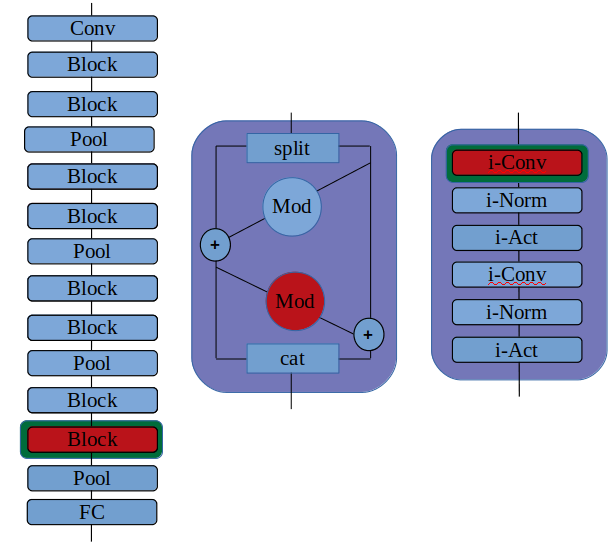 Conv
Block
Block
Pool
Block
Block
Pool
Block
Block
Pool
Block
Block
Pool
FC
split
Mod
+
Mod
+
cat
i-Conv
i-Norm
i-Act
i-Conv
i-Norm
i-Act